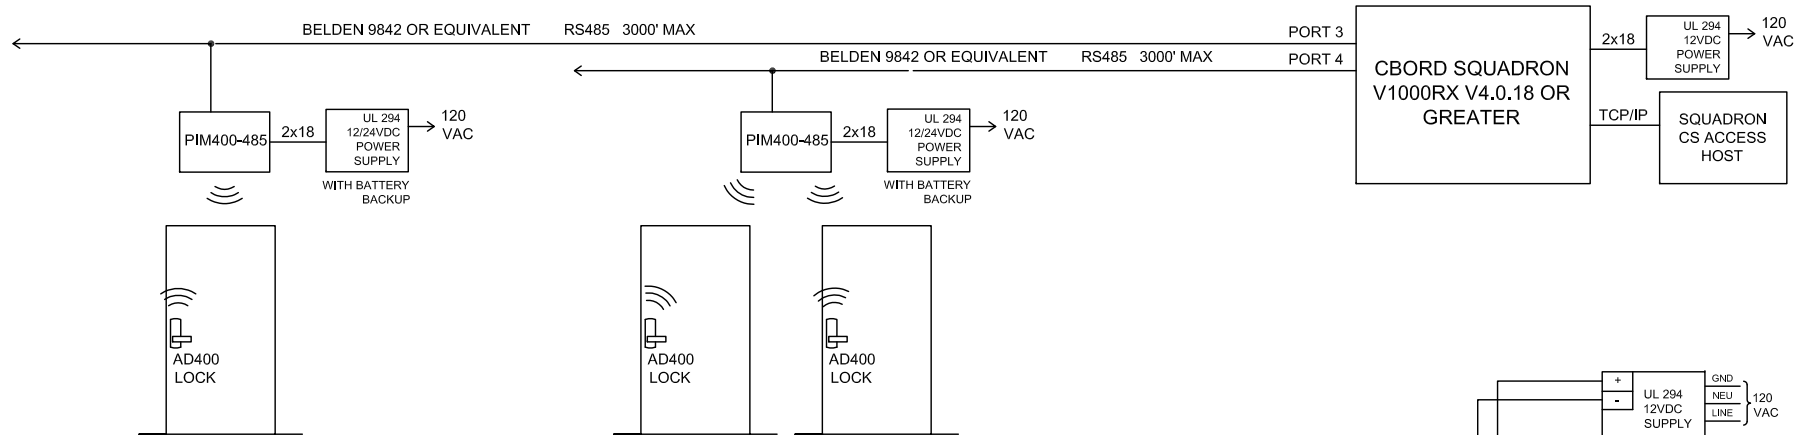 BELDEN 9842 OR EQUIVALENT RS485 3000' MAX PORT 3
BELDEN 9842 OR EQUIVALENT RS485 3000' MAX PORT 4
CBORD SQUADRON
V1000RX V4.0.18 OR
GREATER
2x18
UL 294
12VDC
POWER
SUPPLY
120
VAC
TCP/IP
SQUADRON
CS ACCESS
HOST
PIM400-485
2x18
UL 294
12/24VDC
POWER
SUPPLY
120
VAC
WITH BATTERY
BACKUP
PIM400-485
2x18
UL 294
12/24VDC
POWER
SUPPLY
120
VAC
WITH BATTERY
BACKUP
AD400
LOCK
AD400
LOCK
AD400
LOCK
+
-
UL 294
12VDC
SUPPLY
GND
NEU
LINE
120
VAC